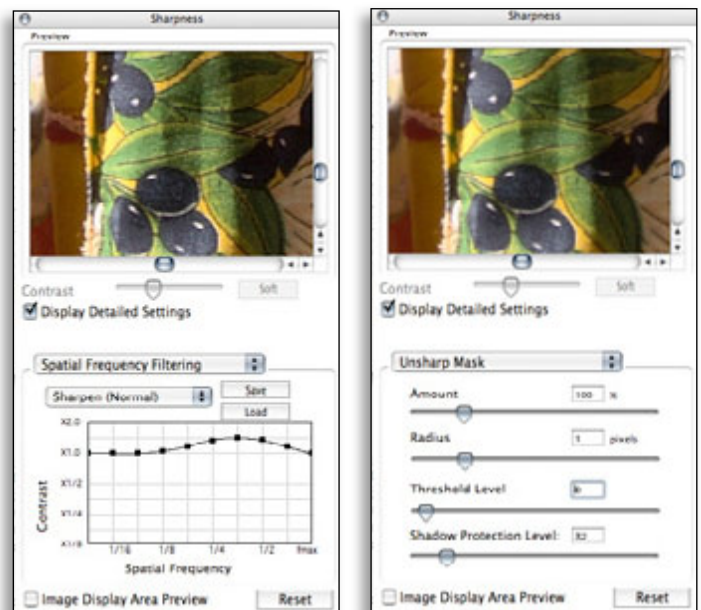 Sharpness
Preview
Contrast
Soft
Display Detailed Settings
Spatial Frequency Filtering
Sharpen (Normal)
Save
Load
X2.0
X1.0
X1/2
X1/4
X1/8
Contrast
1/16 1/8 1/4 1/2 fmax
Spatial Frequency
Image Display Area Preview
Reset
Sharpness
Preview
Contrast
Soft
Display Detailed Settings
Unsharp Mask
Amount
100 %
Radius
1 pixels
Threshold Level
Shadow Protection Level:
Image Display Area Preview
Reset